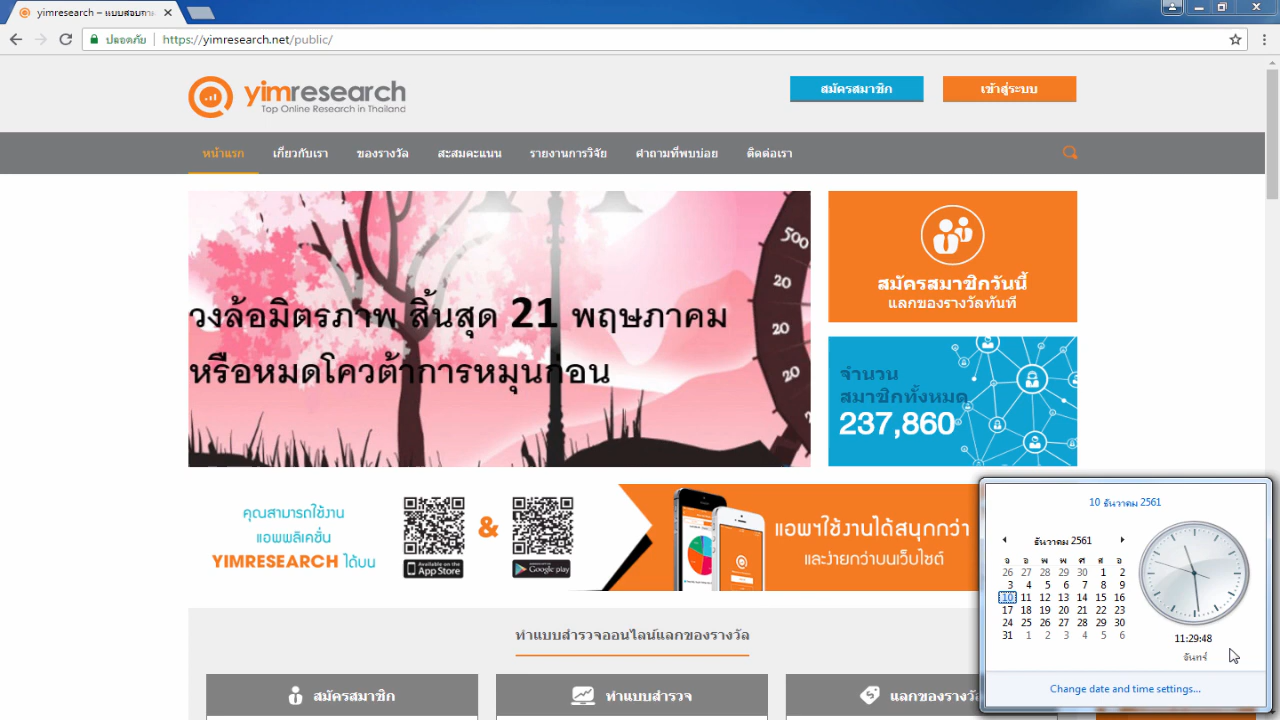 yimresearch – แบบสอบถาม
ปลอดภัย https://yimresearch.net/public/
yimresearch
Top Online Research in Thailand
สมัครสมาชิก
เข้าสู่ระบบ
หน้าแรก เกี่ยวกับเรา ของรางวัล สะสมคะแนน รายงานการวิจัย คำถามที่พบบ่อย ติดต่อเรา
วงล้อมิตรภาพ สิ้นสุด 21 พฤษภาคม
หรือหมดโควต้าการหมุนก่อน
500
20
20
20
สมัครสมาชิกวันนี้
แลกของรางวัลทันที
จำนวน
สมาชิกทั้งหมด
237,860
คุณสามารถใช้งาน
แอพพลิเคชั่น
YIMRESEARCH ได้บน
Available on the
App Store
&
Google play
แอพฯใช้งานได้สนุกกว่า
และง่ายกว่าบนเว็บไซต์
ทำแบบสำรวจออนไลน์แลกของรางวัล
สมัครสมาชิก
ทำแบบสำรวจ
แลกของรางวั
10 ธันวาคม 2561
ธันวาคม 2561
จ อ พ พ ศ ส อ
26 27 28 29 30 1 2
3 4 5 6 7 8 9
10 11 12 13 14 15 16
17 18 19 20 21 22 23
24 25 26 27 28 29 30
31 1 2 3 4 5 6
11:29:48
จันทร์
Change date and time settings...